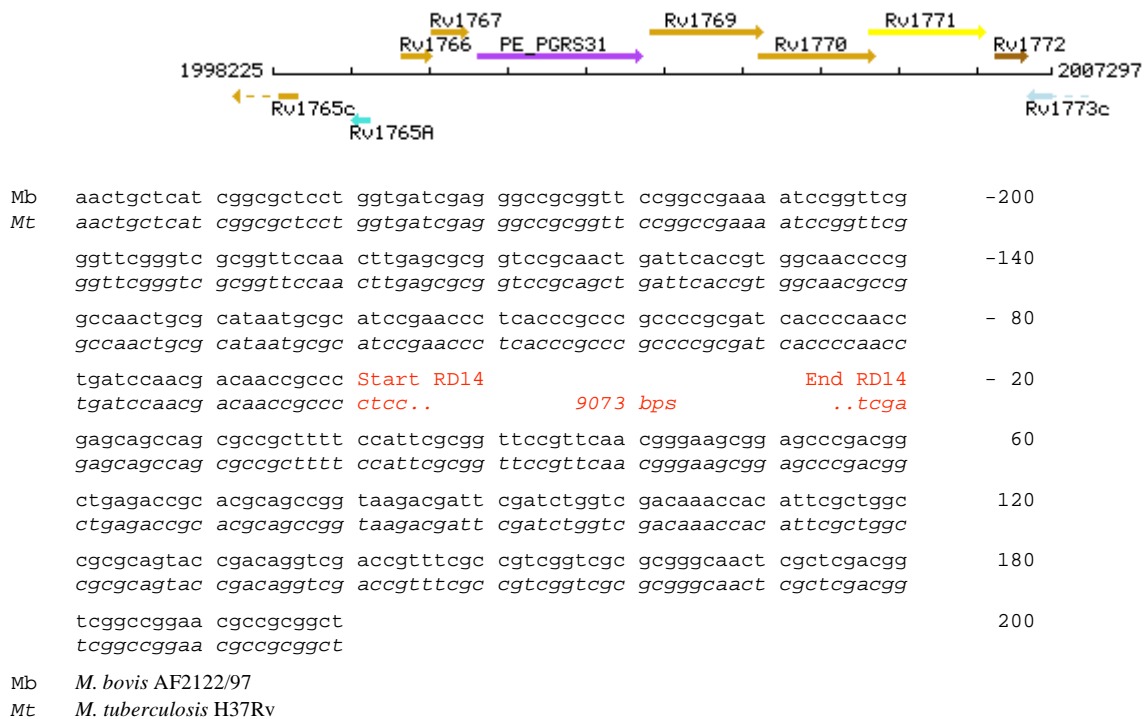 Rv1767 Rv1769 Rv1771
Rv1766 PE_PGRS31 Rv1770 Rv1772
1998225 2007297
Rv1765c Rv1773c
Rv1765A
Mb aactgctcat cggcgctcct ggtgatcgag ggccgcggtt ccggccgaaa atccggttcg -200
Mt aactgctcat cggcgctcct ggtgatcgag ggccgcggtt ccggccgaaa atccggttcg
ggttcgggtc gcggttccaa cttgagcgcg gtccgcaact gattcaccgt ggcaaccccg -140
ggttcgggtc gcggttccaa cttgagcgcg gtccgcagct gattcaccgt ggcaacgccg
gccaactgcg cataatgcgc atccgaaccc tcacccgccc gccccgcgat caccccaacc - 80
gccaactgcg cataatgcgc atccgaaccc tcacccgccc gccccgcgat caccccaacc
tgatccaacg acaaccgccc Start RD14 End RD14 - 20
tgatccaacg acaaccgccc ctcc.. 9073 bps ..tcga
gagcagccag cgccgctttt ccattcgcgg ttccgttcaa cgggaagcgg agcccgacgg 60
gagcagccag cgccgctttt ccattcgcgg ttccgttcaa cgggaagcgg agcccgacgg
ctgagaccgc acgcagccgg taagacgatt cgatctggtc gacaaaccac attcgctggc 120
ctgagaccgc acgcagccgg taagacgatt cgatctggtc gacaaaccac attcgctggc
cgcgcagtac cgacaggtcg accgtttcgc cgtcggtcgc gcgggcaact cgctcgacgg 180
cgcgcagtac cgacaggtcg accgtttcgc cgtcggtcgc gcgggcaact cgctcgacgg
tcggccggaa cgccgcggct 200
tcggccggaa cgccgcggct
Mb M. bovis AF2122/97
Mt M. tuberculosis H37Rv